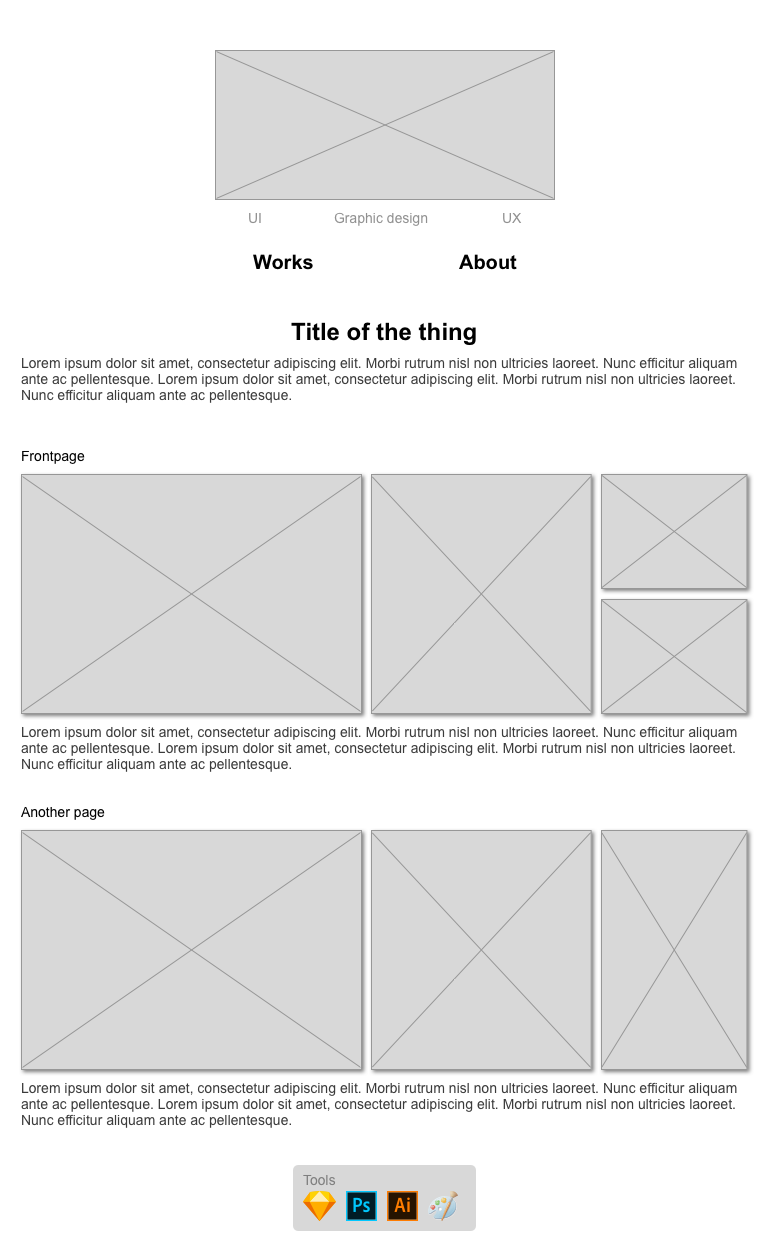 UI Graphic design UX
Works About
Title of the thing
Lorem ipsum dolor sit amet, consectetur adipiscing elit. Morbi rutrum nisl non ultricies laoreet. Nunc efficitur aliquam
ante ac pellentesque. Lorem ipsum dolor sit amet, consectetur adipiscing elit. Morbi rutrum nisl non ultricies laoreet.
Nunc efficitur aliquam ante ac pellentesque.
Frontpage
Lorem ipsum dolor sit amet, consectetur adipiscing elit. Morbi rutrum nisl non ultricies laoreet. Nunc efficitur aliquam
ante ac pellentesque. Lorem ipsum dolor sit amet, consectetur adipiscing elit. Morbi rutrum nisl non ultricies laoreet.
Nunc efficitur aliquam ante ac pellentesque.
Another page
Lorem ipsum dolor sit amet, consectetur adipiscing elit. Morbi rutrum nisl non ultricies laoreet. Nunc efficitur aliquam
ante ac pellentesque. Lorem ipsum dolor sit amet, consectetur adipiscing elit. Morbi rutrum nisl non ultricies laoreet.
Nunc efficitur aliquam ante ac pellentesque.
Tools
Ps Ai